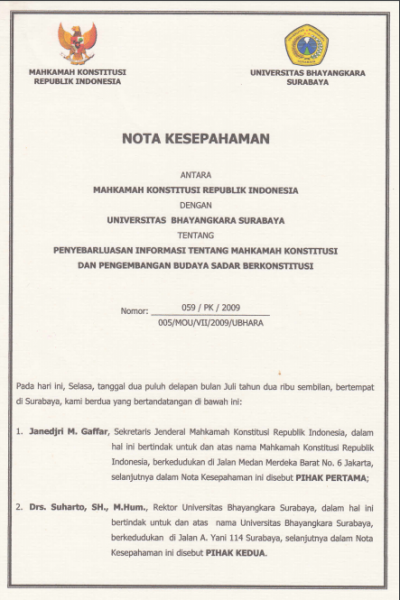 MAHKAMAH KONSTITUSI
REPUBLIK INDONESIA
UNIVERSITAS BHAYANGKARA
SURABAYA
NOTA KESEPAHAMAN
ANTARA
MAHKAMAH KONSTITUSI REPUBLIK INDONESIA
DENGAN
UNIVERSITAS BHAYANGKARA SURABAYA
TENTANG
PENYEBARLUASAN INFORMASI TENTANG MAHKAMAH KONSTITUSI
DAN PENGEMBANGAN BUDAYA SADAR BERKONSTITUSI
Nomor: 059 / PK / 2009
005/MOU/VII/2009/UBHARA
Pada hari ini, Selasa, tanggal dua puluh delapan bulan Juli tahun dua ribu sembilan, bertempat
di Surabaya, kami berdua yang bertandatangan di bawah ini:
1. Janedjri M. Gaffar, Sekretaris Jenderal Mahkamah Konstitusi Republik Indonesia, dalam
hal ini bertindak untuk dan atas nama Mahkamah Konstitusi Republik
Indonesia, berkedudukan di Jalan Medan Merdeka Barat No. 6 Jakarta,
selanjutnya dalam Nota Kesepahaman ini disebut PIHAK PERTAMA;
2. Drs. Suharto, SH., M.Hum., Rektor Universitas Bhayangkara Surabaya, dalam hal ini
bertindak untuk dan atas nama Universitas Bhayangkara Surabaya,
berkedudukan di Jalan A. Yani 114 Surabaya, selanjutnya dalam Nota
Kesepahaman ini disebut PIHAK KEDUA.